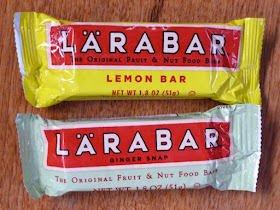 LÄRABAR
THE ORIGINAL FRUIT & NUT FOOD BAR
LEMON BAR
NET WT 1.8 OZ (51g)
LÄRABAR
GINGER SNAP
THE ORIGINAL FRUIT & NUT FOOD BAR
NET WT 1.8 OZ (51g)